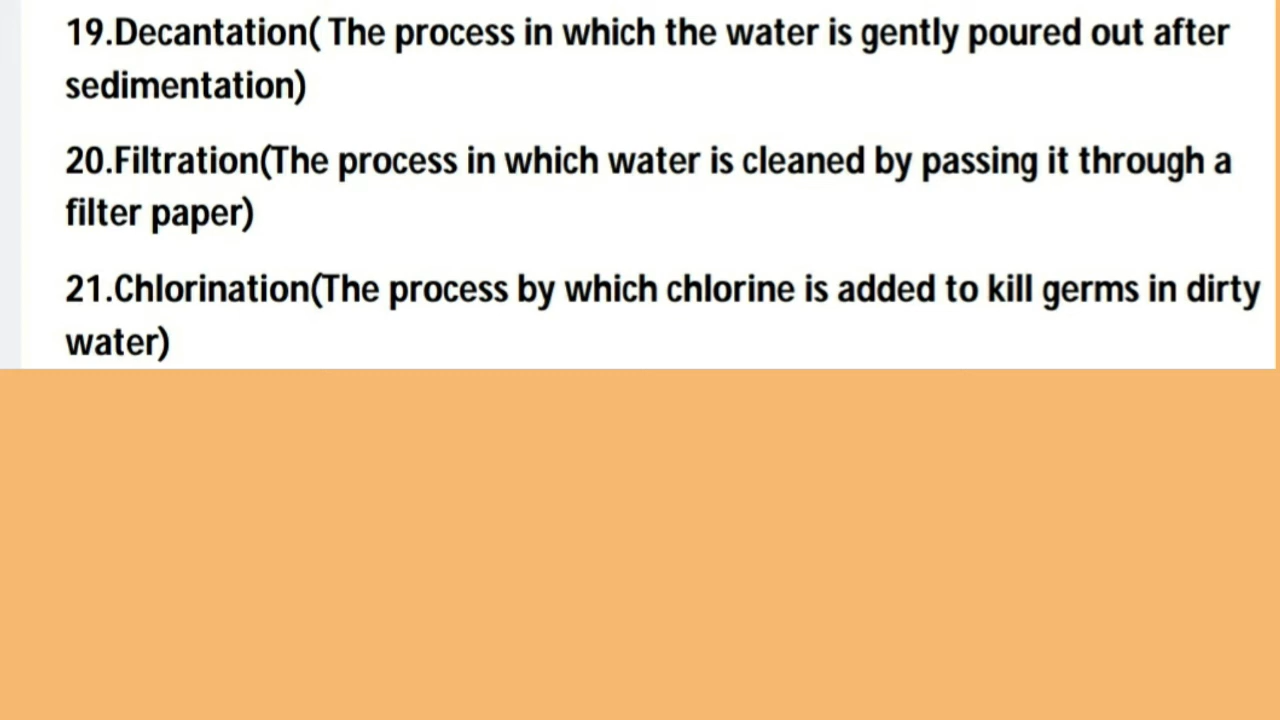 19.Decantation( The process in which the water is gently poured out after
sedimentation)
20.Filtration(The process in which water is cleaned by passing it through a
filter paper)
21.Chlorination(The process by which chlorine is added to kill germs in dirty
water)